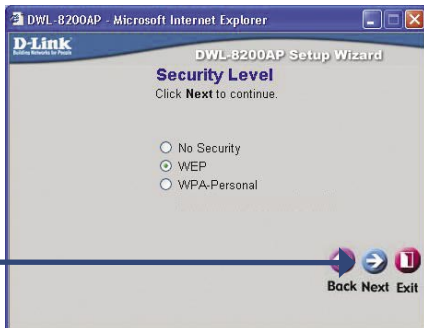 DWL-8200AP - Microsoft Internet Explorer
D-Link
Building Networks for People
DWL-8200AP Setup Wizard
Security Level
Click Next to continue.
No Security
WEP
WPA-Personal
Back Next Exit